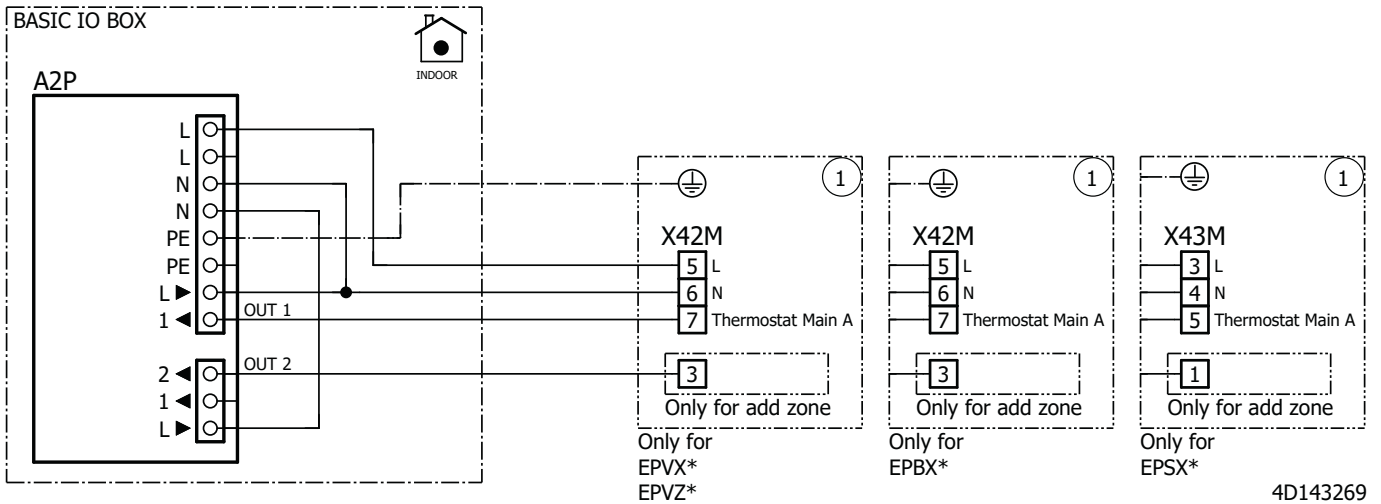 BASIC IO BOX
INDOOR
A2P
L
L
N
N
PE
PE
L ▶
1 ◀ OUT 1
2 ◀ OUT 2
1 ◀
L ▶
1
X42M
5 L
6 N
7 Thermostat Main A
3
Only for add zone
Only for
EPVX*
EPVZ*
1
X42M
5 L
6 N
7 Thermostat Main A
3
Only for add zone
Only for
EPBX*
1
X43M
3 L
4 N
5 Thermostat Main A
1
Only for add zone
Only for
EPSX*
4D143269